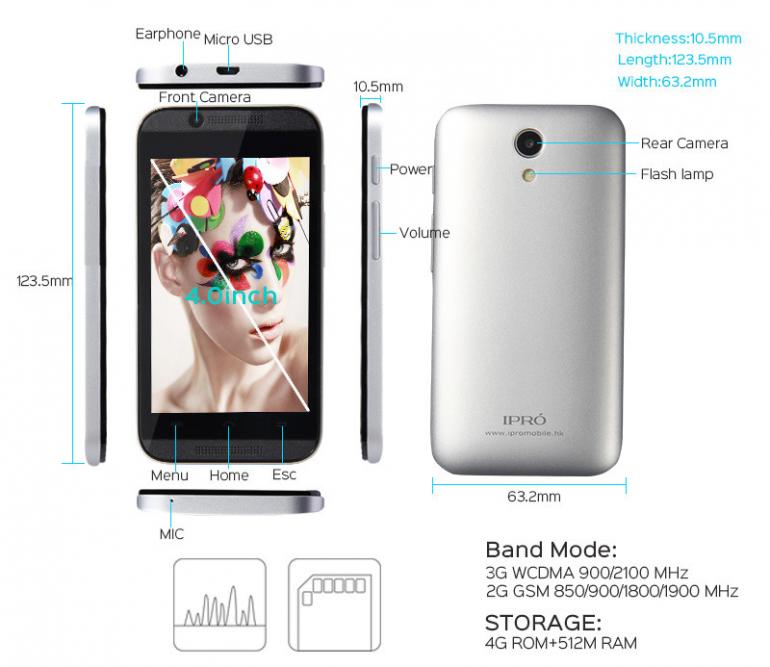 Earphone
Micro USB
Thickness:10.5mm
Length:123.5mm
Width:63.2mm
Front Camera
10.5mm
Rear Camera
Power
Flash lamp
Volume
123.5mm
4.0inch
IPRÓ
www.ipromobile.hk
Menu Home Esc
63.2mm
MIC
Band Mode:
3G WCDMA 900/2100 MHz
2G GSM 850/900/1800/1900 MHz
STORAGE:
4G ROM+512M RAM